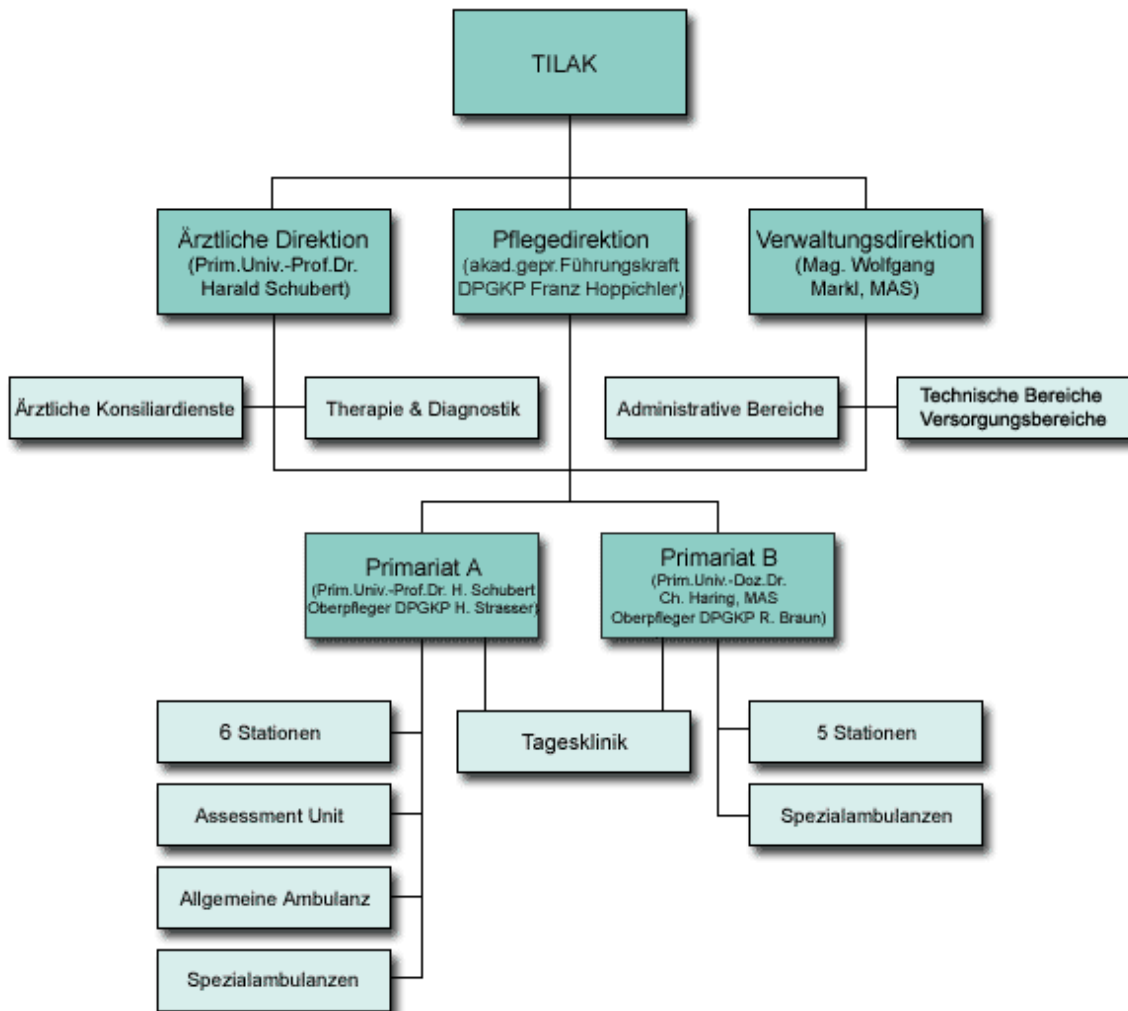 TILAK
Ärztliche Direktion
(Prim.Univ.-Prof.Dr.
Harald Schubert)
Pflegedirektion
(akad.gepr.Führungskraft
DPGKP Franz Hoppichler)
Verwaltungsdirektion
(Mag. Wolfgang
Markl, MAS)
Ärztliche Konsiliardienste
Therapie & Diagnostik
Administrative Bereiche
Technische Bereiche
Versorgungsbereiche
Primariat A
(Prim.Univ.-Prof.Dr. H. Schubert
Oberpfleger DPGKP H. Strasser)
Primariat B
(Prim.Univ.-Doz.Dr.
Ch. Haring, MAS
Oberpfleger DPGKP R. Braun)
6 Stationen
Tagesklinik
5 Stationen
Assessment Unit
Spezialambulanzen
Allgemeine Ambulanz
Spezialambulanzen